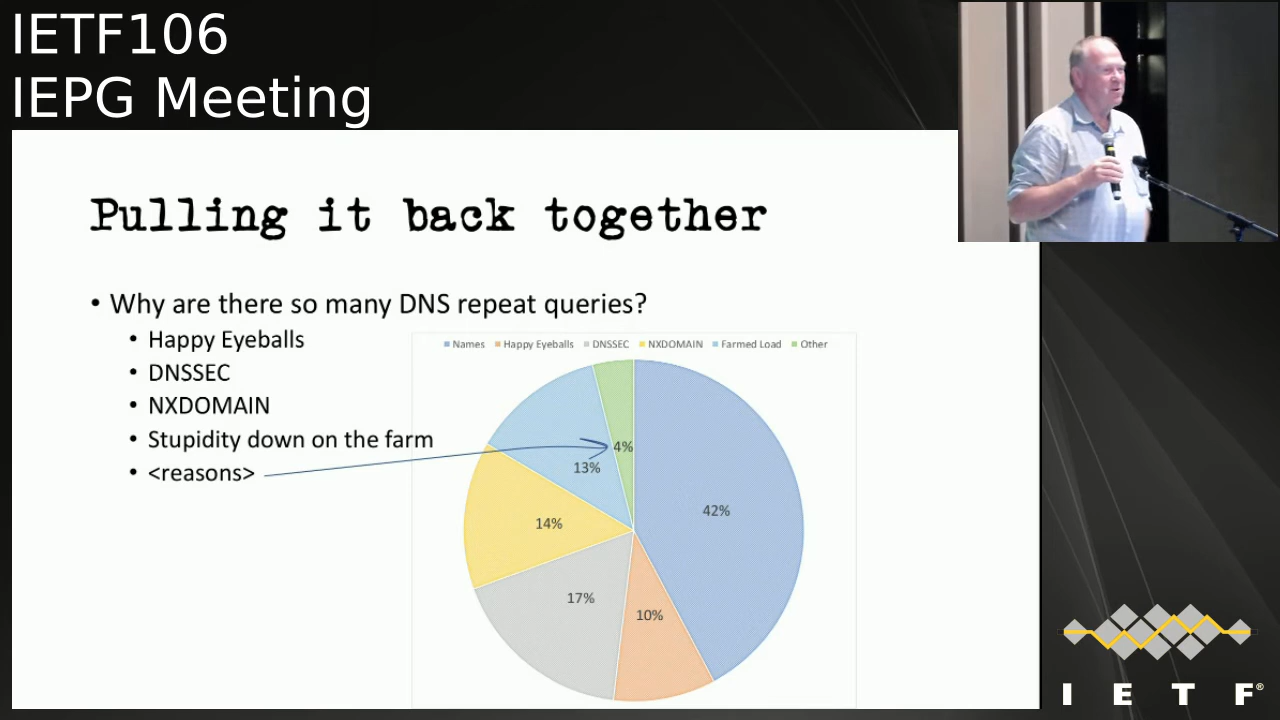 IETF106
IEPG Meeting
Pulling it back together
• Why are there so many DNS repeat queries?
• Happy Eyeballs
• DNSSEC
• NXDOMAIN
• Stupidity down on the farm
• <reasons>
Names Happy Eyeballs DNSSEC NXDOMAIN Farmed Load Other
4%
13%
42%
14%
17%
10%
I E T F®